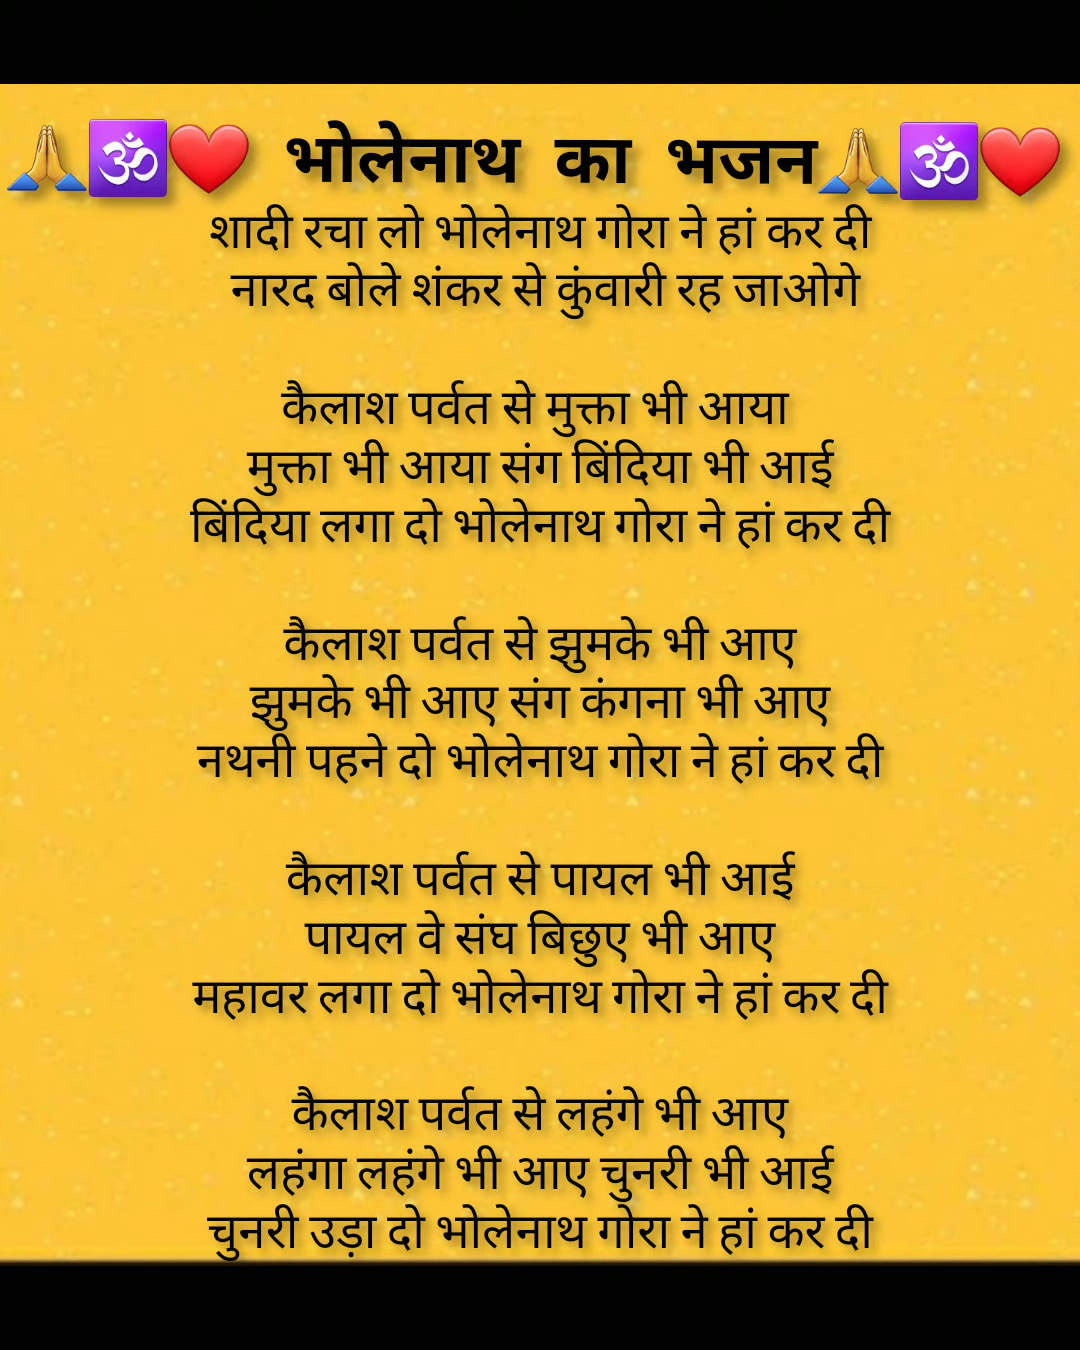 🙏🕉️❤️ भोलेनाथ का भजन🙏🕉️❤️
शादी रचा लो भोलेनाथ गोरा ने हां कर दी
नारद बोले शंकर से कुंवारी रह जाओगे
कैलाश पर्वत से मुक्ता भी आया
मुक्ता भी आया संग बिंदिया भी आई
बिंदिया लगा दो भोलेनाथ गोरा ने हां कर दी
कैलाश पर्वत से झुमके भी आए
झुमके भी आए संग कंगना भी आए
नथनी पहने दो भोलेनाथ गोरा ने हां कर दी
कैलाश पर्वत से पायल भी आई
पायल वे संघ बिछुए भी आए
महावर लगा दो भोलेनाथ गोरा ने हां कर दी
कैलाश पर्वत से लहंगे भी आए
लहंगा लहंगे भी आए चुनरी भी आई
चुनरी उड़ा दो भोलेनाथ गोरा ने हां कर दी